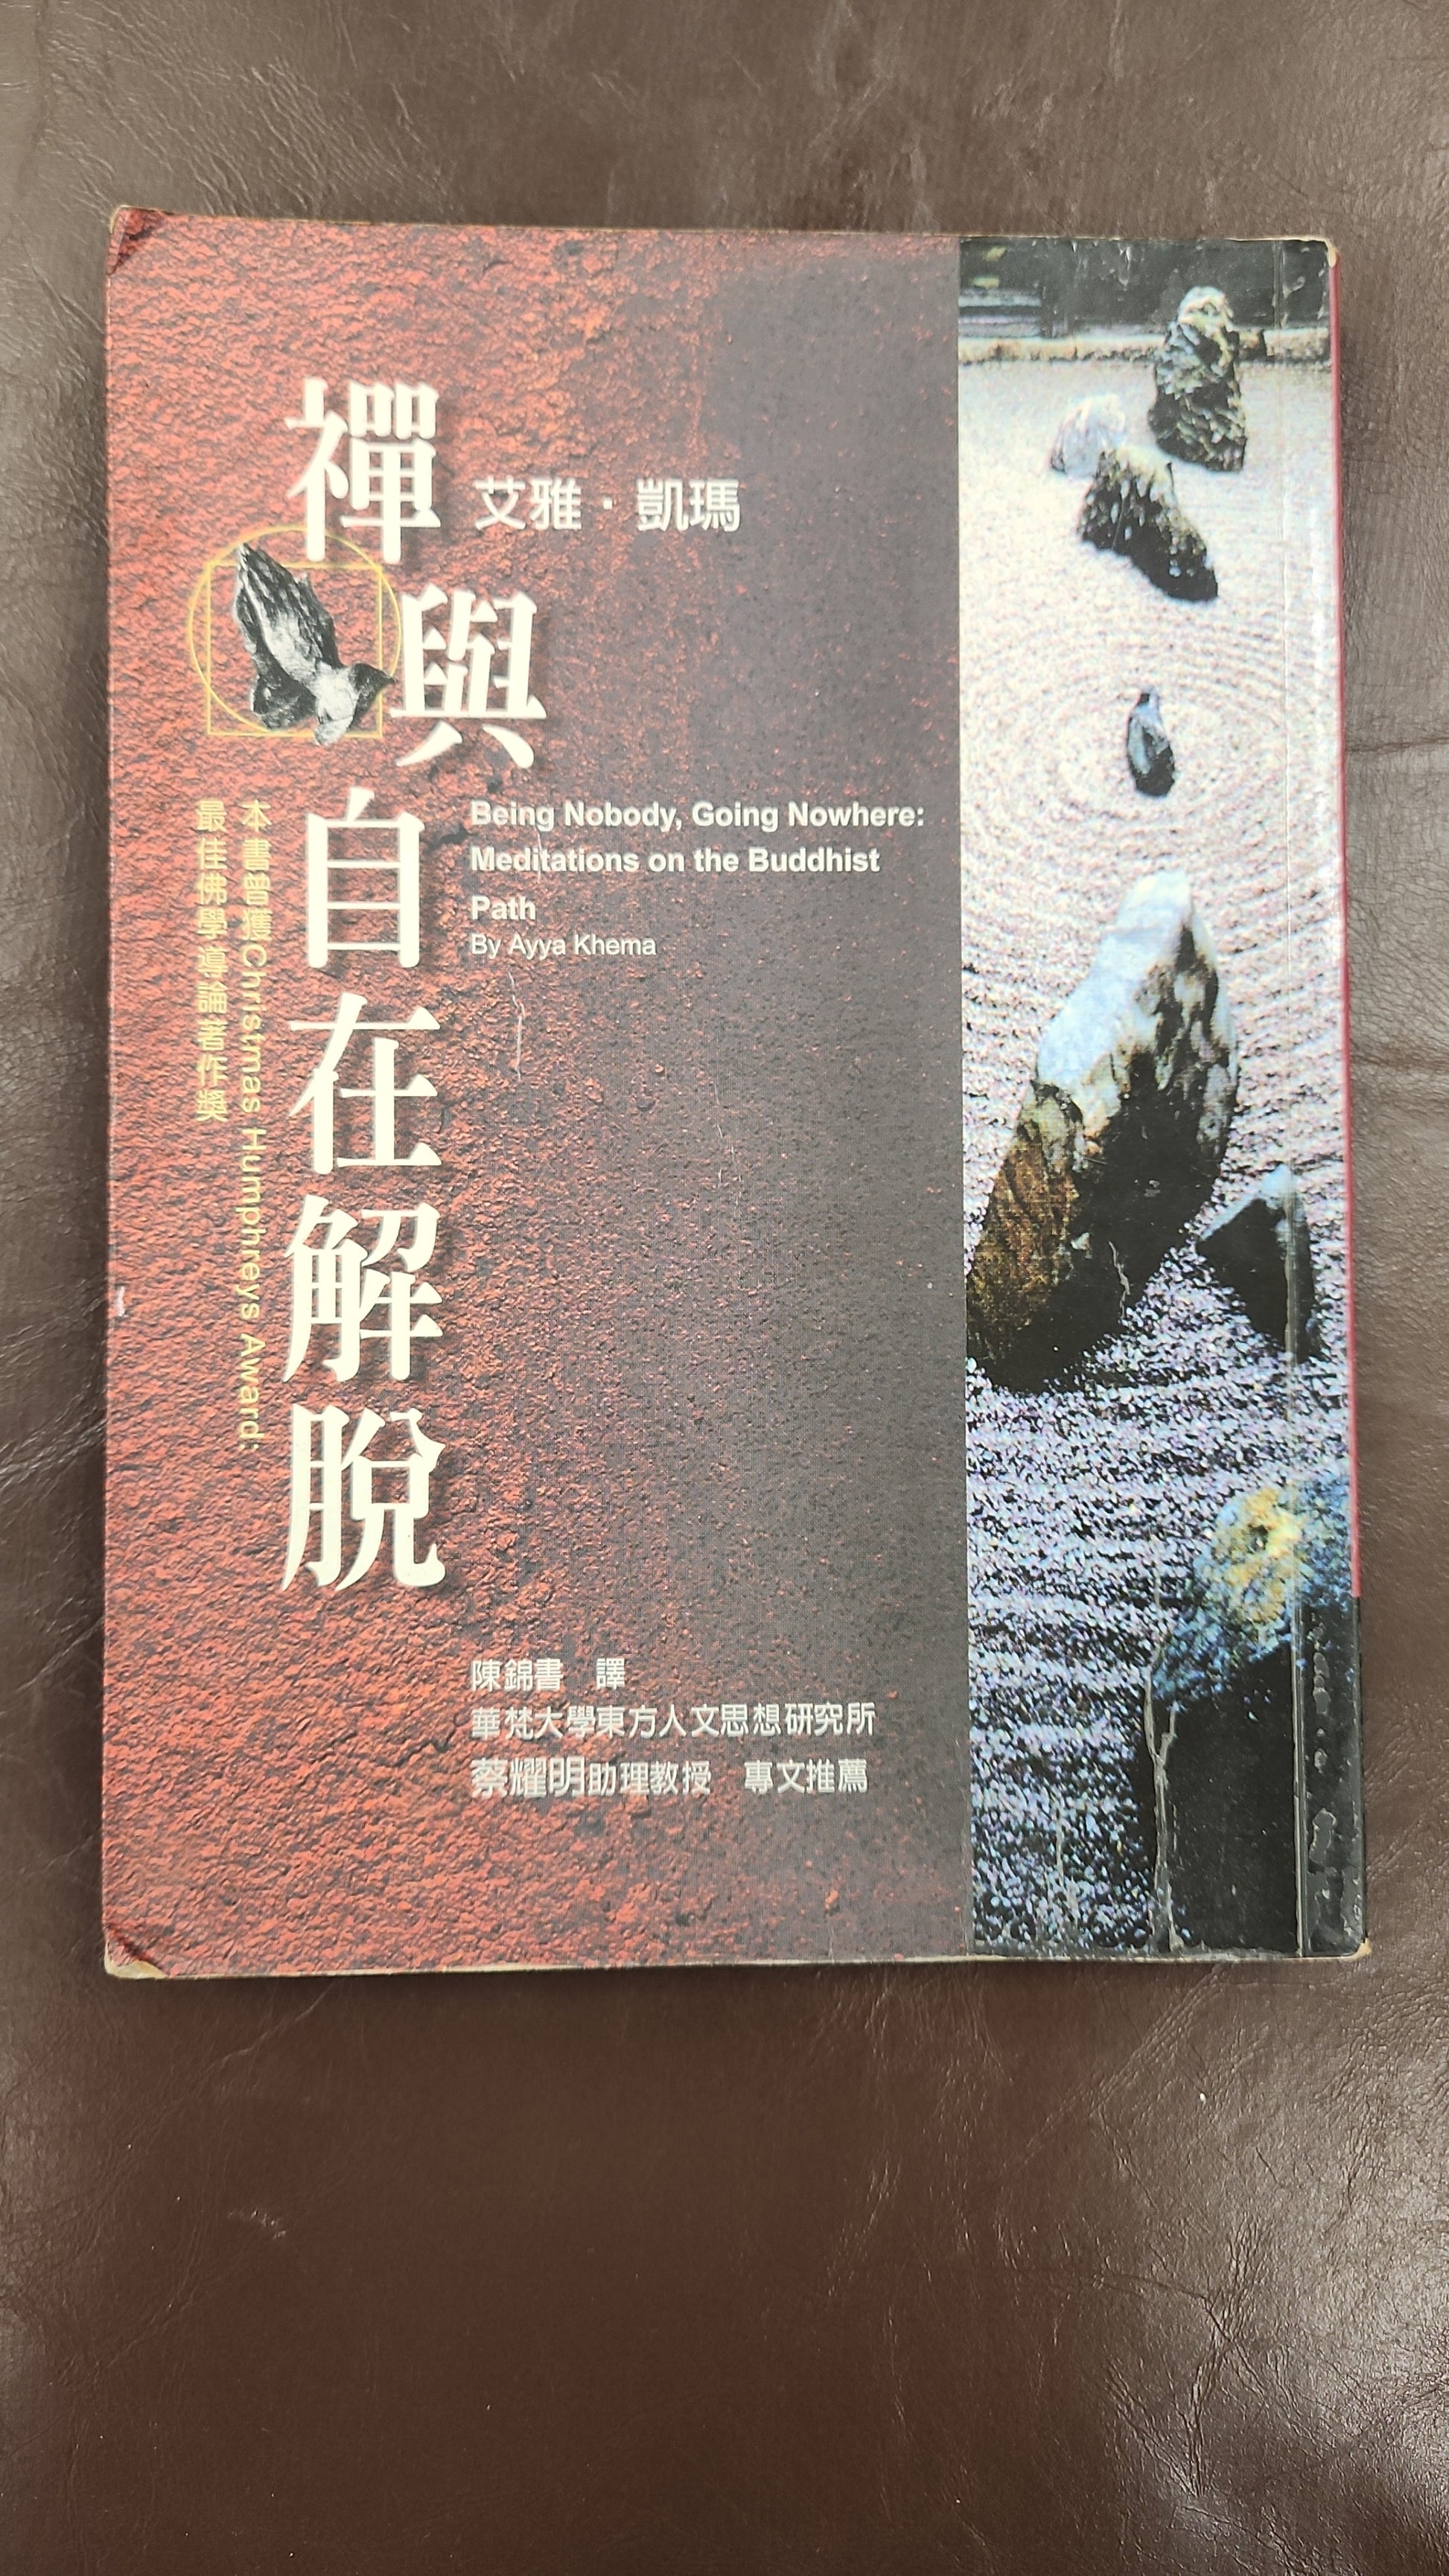 禪與自在解脫
艾雅·凱瑪
Being Nobody, Going Nowhere:
Meditations on the Buddhist
Path
By Ayya Khema
本書曾獲Christmas Humphreys Award:
最佳佛學導論著作獎
陳錦書 譯
華梵大學東方人文思想研究所
蔡耀明助理教授 專文推薦